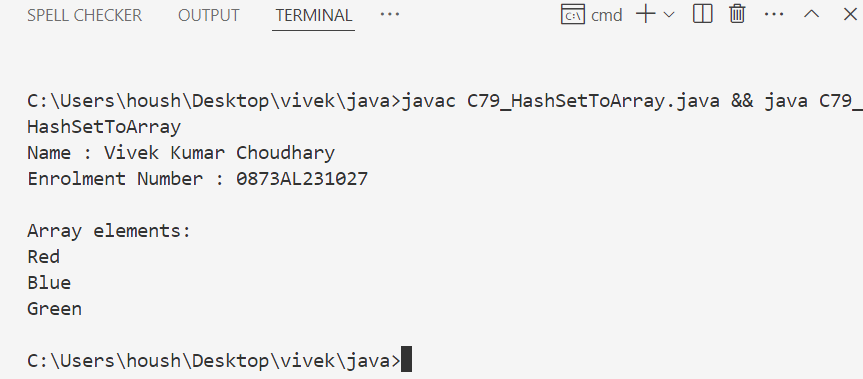 SPELL CHECKER OUTPUT TERMINAL ··· cmd
C:\Users\housh\Desktop\vivek\java>javac C79_HashSetToArray.java && java C79_
HashSetToArray
Name : Vivek Kumar Choudhary
Enrolment Number : 0873AL231027
Array elements:
Red
Blue
Green
C:\Users\housh\Desktop\vivek\java>